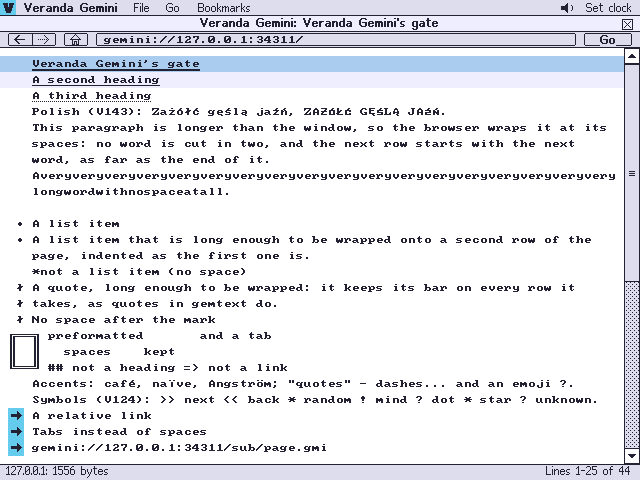 Veranda Gemini File Go Bookmarks Set clock
Veranda Gemini: Veranda Gemini's gate
gemini://127.0.0.1:34311/ Go
Veranda Gemini's gate
A second heading
A third heading
Polish (V143): Zażółć gęślą jaźń, ZAŻÓŁĆ GĘŚLĄ JAŹŃ.
This paragraph is longer than the window, so the browser wraps it at its
spaces: no word is cut in two, and the next row starts with the next
word, as far as the end of it.
Averyveryveryveryveryveryveryveryveryveryveryveryveryveryveryveryveryvery
longwordwithnospaceatall.
• A list item
• A list item that is long enough to be wrapped onto a second row of the
page, indented as the first one is.
*not a list item (no space)
A quote, long enough to be wrapped: it keeps its bar on every row it
takes, as quotes in gemtext do.
No space after the mark
preformatted and a tab
spaces kept
## not a heading => not a link
Accents: café, naïve, Angström; "quotes" - dashes... and an emoji ?.
Symbols (V124): >> next << back * random ! mind ? dot * star ? unknown.
→ A relative link
→ Tabs instead of spaces
→ gemini://127.0.0.1:34311/sub/page.gmi
127.0.0.1: 1556 bytes Lines 1-25 of 44